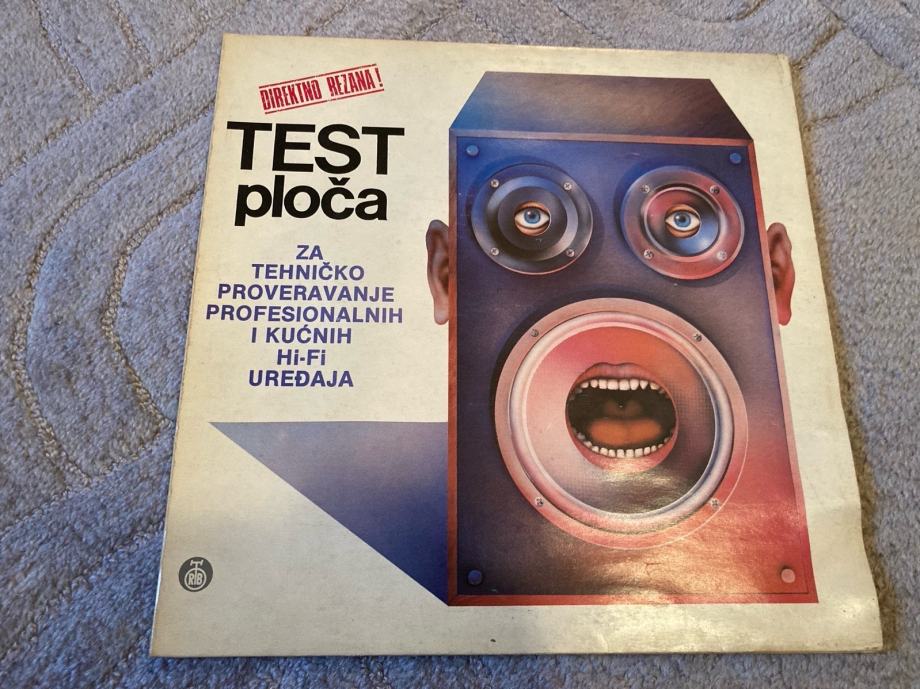 DIREKTNO REZANA!
TEST
ploča
ZA
TEHNIČKO
PROVERAVANJE
PROFESIONALNIH
I KUĆNIH
Hi-Fi
UREĐAJA
RTB